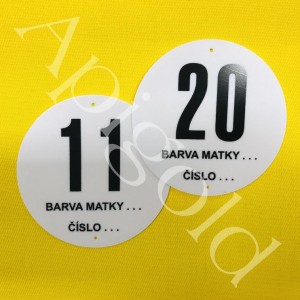 11
BARVA MATKY . . .
ČÍSLO . . .
20
BARVA MATKY . . .
ČÍSLO . . .
Apigold